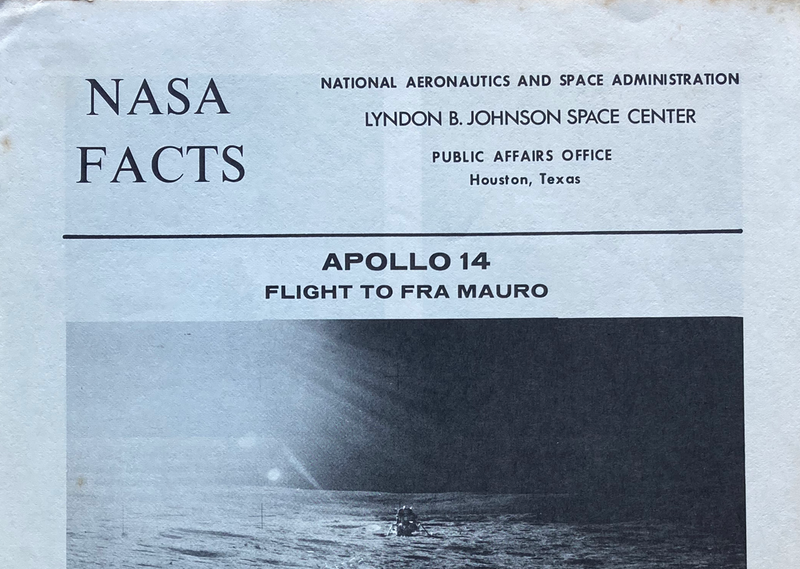 NASA
FACTS
NATIONAL AERONAUTICS AND SPACE ADMINISTRATION
LYNDON B. JOHNSON SPACE CENTER
PUBLIC AFFAIRS OFFICE
Houston, Texas
APOLLO 14
FLIGHT TO FRA MAURO